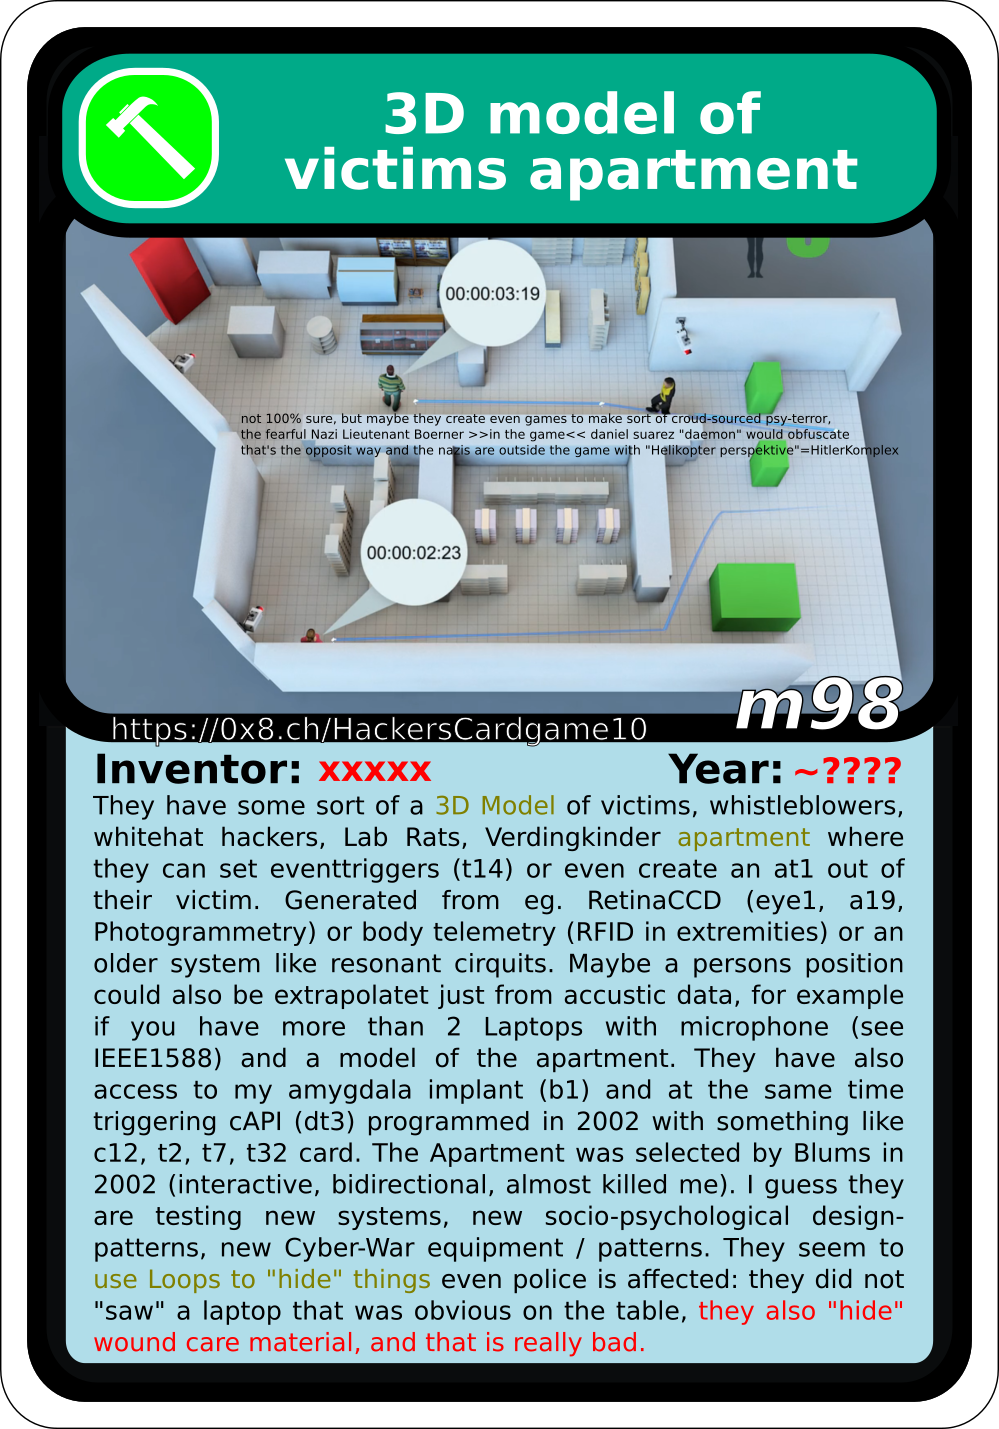 3D model of
victims apartment
00:00:03:19
not 100% sure, but maybe they create even games to make sort of croud-sourced psy-terror,
the fearful Nazi Lieutenant Boerner >>in the game<< daniel suarez "daemon" would obfuscate
that's the opposit way and the nazis are outside the game with "Helikopter perspektive"=HitlerKomplex
00:00:02:23
m98
https://0x8.ch/HackersCardgame10
Inventor: xxxxx Year: ~????
They have some sort of a 3D Model of victims, whistleblowers,
whitehat hackers, Lab Rats, Verdingkinder apartment where
they can set eventtriggers (t14) or even create an at1 out of
their victim. Generated from eg. RetinaCCD (eye1, a19,
Photogrammetry) or body telemetry (RFID in extremities) or an
older system like resonant cirquits. Maybe a persons position
could also be extrapolatet just from accustic data, for example
if you have more than 2 Laptops with microphone (see
IEEE1588) and a model of the apartment. They have also
access to my amygdala implant (b1) and at the same time
triggering cAPI (dt3) programmed in 2002 with something like
c12, t2, t7, t32 card. The Apartment was selected by Blums in
2002 (interactive, bidirectional, almost killed me). I guess they
are testing new systems, new socio-psychological design-
patterns, new Cyber-War equipment / patterns. They seem to
use Loops to "hide" things even police is affected: they did not
"saw" a laptop that was obvious on the table, they also "hide"
wound care material, and that is really bad.